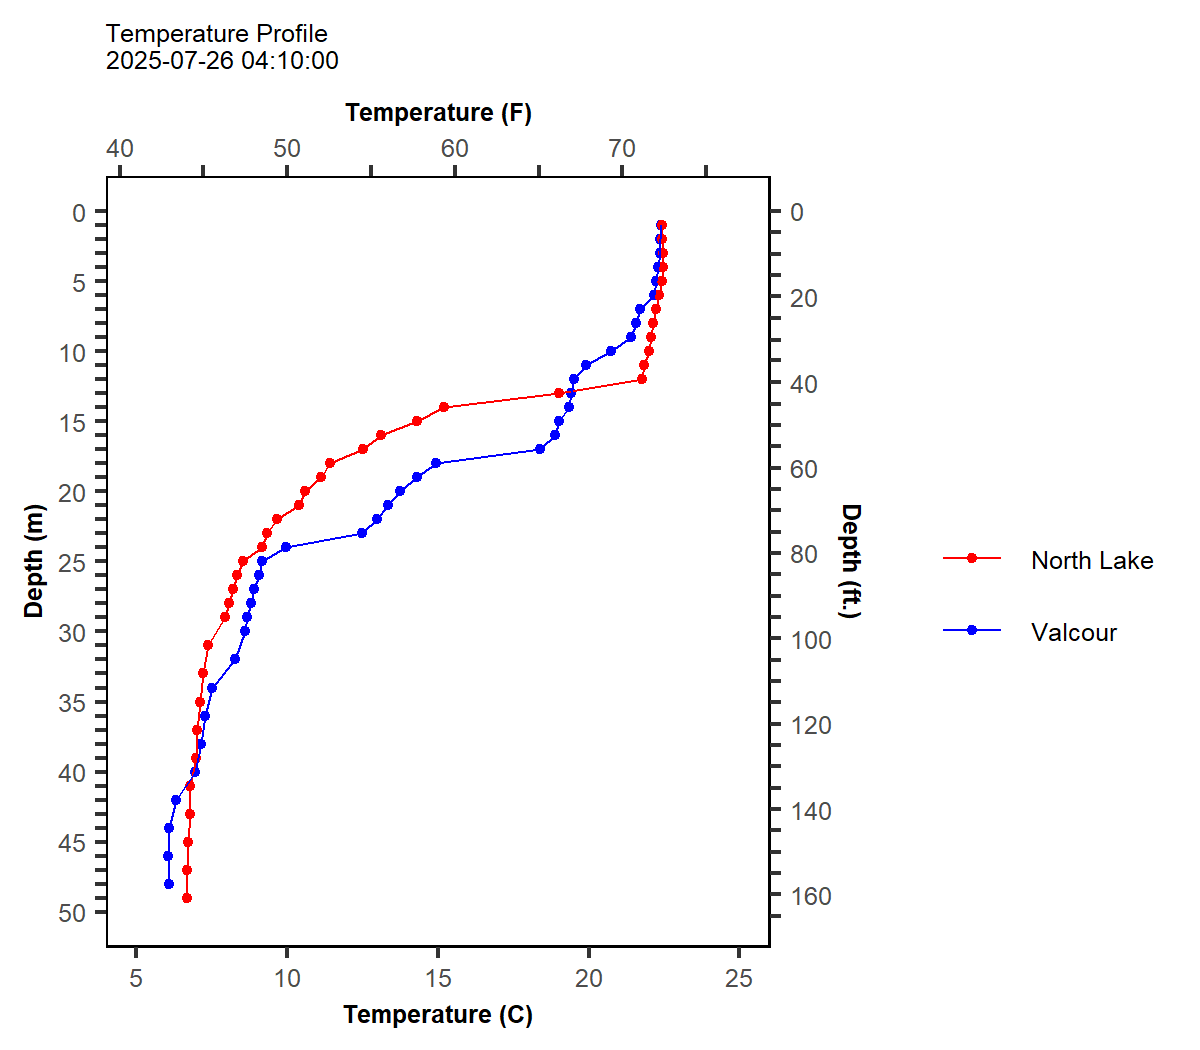 Temperature Profile
2025-07-26 04:10:00
Temperature (F)
40 50 60 70
0 0
5
20
10
40
15
60
20
Depth (m)
Depth (ft.)
25
80
North Lake
30
100
Valcour
35
120
40
140
45
160
50
5 10 15 20 25
Temperature (C)